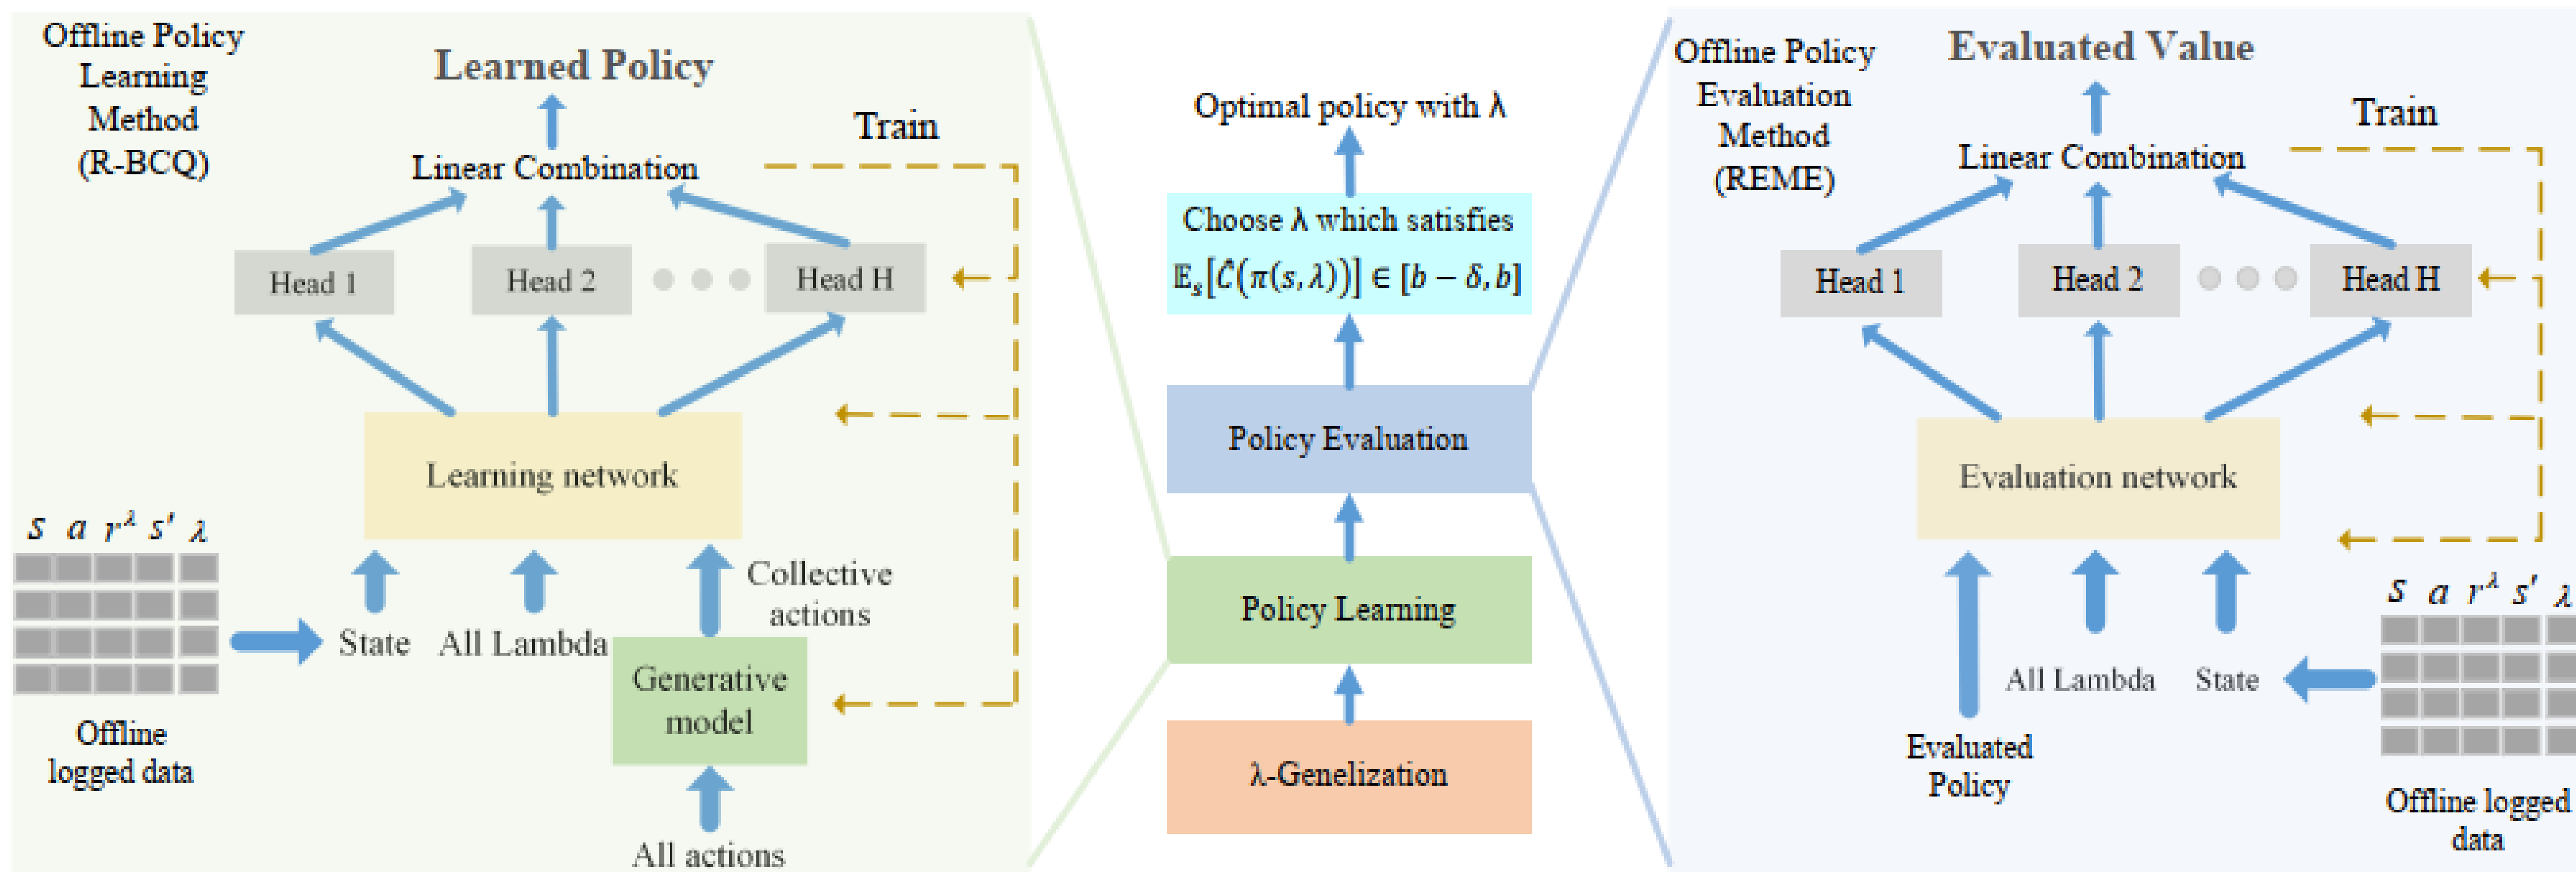 Offline Policy
Learning
Method
(R-BCQ)
Learned Policy
Train
Linear Combination
Head 1
Head 2
Head H
Learning network
s a r^λ s′ λ
Collective
actions
State
All Lambda
Generative
model
Offline
logged data
All actions
Optimal policy with λ
Choose λ which satisfies
𝔼ₛ[Ĉ(π(s, λ))] ∈ [b − δ, b]
Policy Evaluation
Policy Learning
λ-Genelization
Offline Policy
Evaluation
Method
(REME)
Evaluated Value
Train
Linear Combination
Head 1
Head 2
Head H
Evaluation network
s a r^λ s′ λ
All Lambda
State
Evaluated
Policy
Offline logged
data